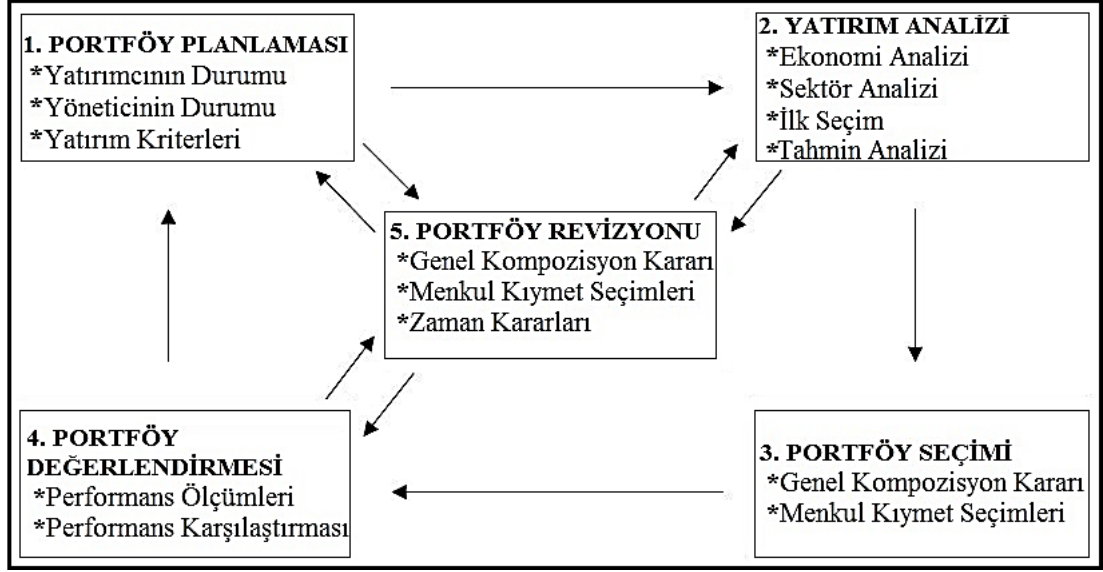 1. PORTFÖY PLANLAMASI
*Yatırımcının Durumu
*Yöneticinin Durumu
*Yatırım Kriterleri
2. YATIRIM ANALİZİ
*Ekonomi Analizi
*Sektör Analizi
*İlk Seçim
*Tahmin Analizi
5. PORTFÖY REVİZYONU
*Genel Kompozisyon Kararı
*Menkul Kıymet Seçimleri
*Zaman Kararları
4. PORTFÖY
DEĞERLENDİRMESİ
*Performans Ölçümleri
*Performans Karşılaştırması
3. PORTFÖY SEÇİMİ
*Genel Kompozisyon Kararı
*Menkul Kıymet Seçimleri